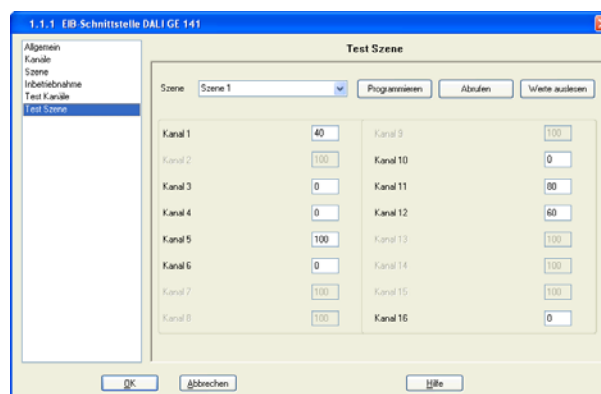 1.1.1 EIB-Schnittstelle DALI GE 141
Allgemein
Kanäle
Szene
Inbetriebnahme
Test Kanäle
Test Szene
Test Szene
Szene Szene 1 Programmieren Abrufen Werte auslesen
Kanal 1 40 Kanal 9 100
Kanal 2 100 Kanal 10 0
Kanal 3 0 Kanal 11 80
Kanal 4 0 Kanal 12 60
Kanal 5 100 Kanal 13 100
Kanal 6 0 Kanal 14 100
Kanal 7 100 Kanal 15 100
Kanal 8 100 Kanal 16 0
OK Abbrechen Hilfe